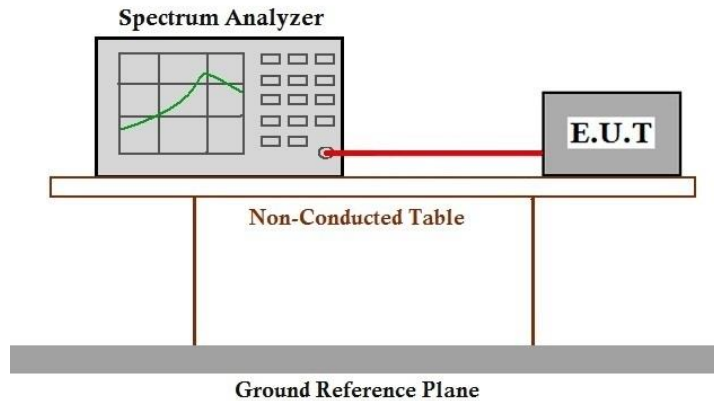 Spectrum Analyzer
E.U.T
Non-Conducted Table
Ground Reference Plane